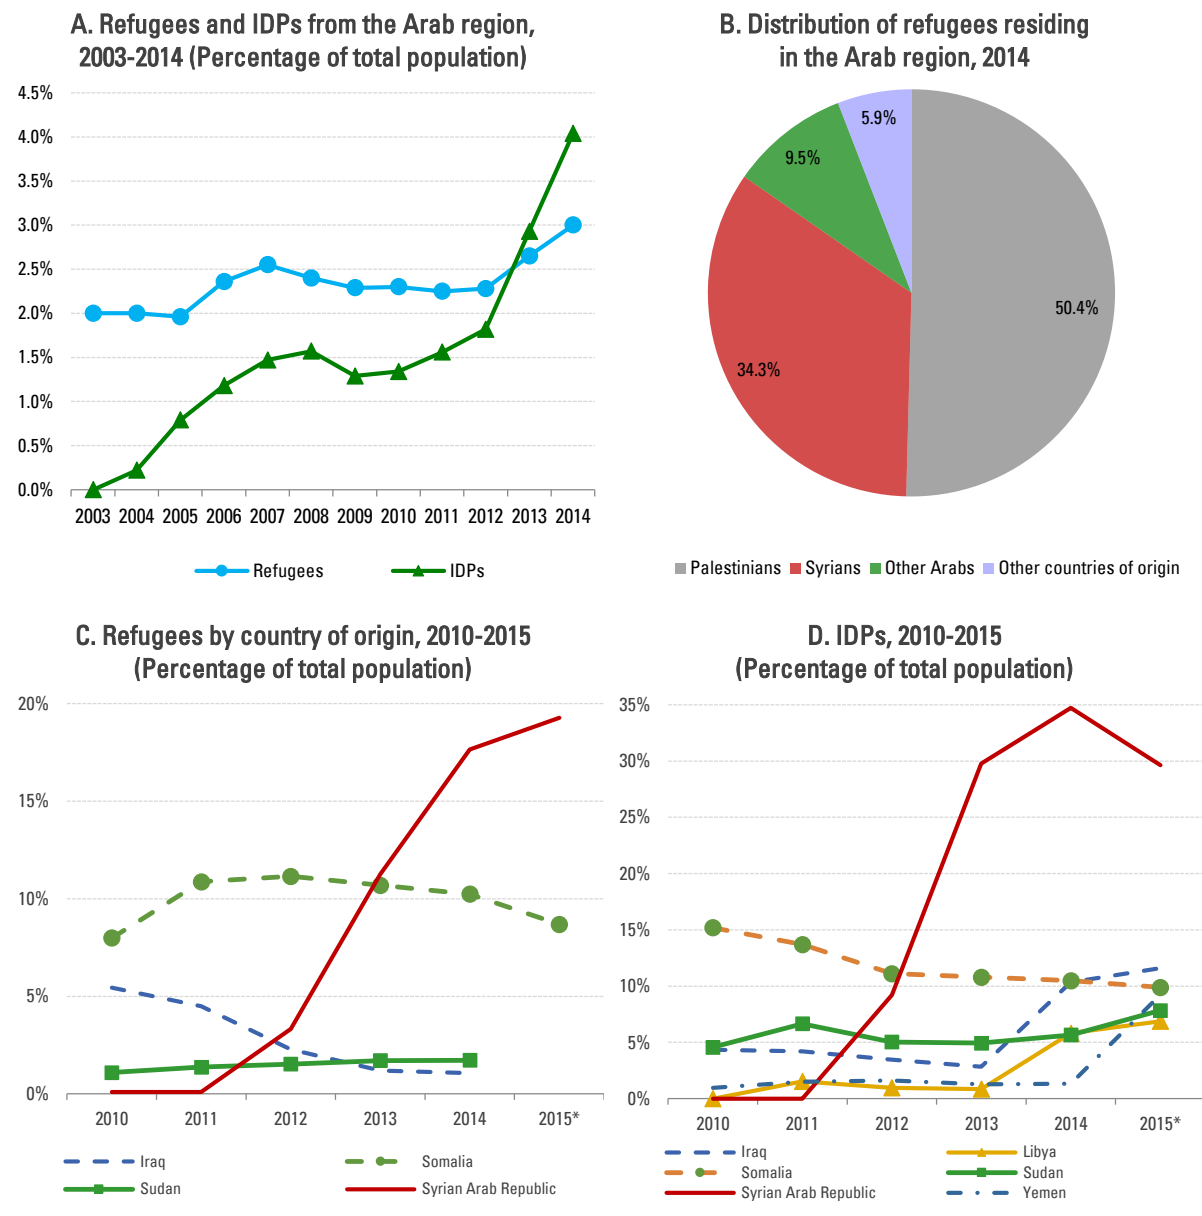 A. Refugees and IDPs from the Arab region,
2003-2014 (Percentage of total population)
4.5%
4.0%
3.5%
3.0%
2.5%
2.0%
1.5%
1.0%
0.5%
0.0%
2003 2004 2005 2006 2007 2008 2009 2010 2011 2012 2013 2014
Refugees IDPs
B. Distribution of refugees residing
in the Arab region, 2014
5.9%
9.5%
50.4%
34.3%
Palestinians Syrians Other Arabs Other countries of origin
C. Refugees by country of origin, 2010-2015
(Percentage of total population)
20%
15%
10%
5%
0%
2010 2011 2012 2013 2014 2015*
Iraq Somalia
Sudan Syrian Arab Republic
D. IDPs, 2010-2015
(Percentage of total population)
35%
30%
25%
20%
15%
10%
5%
0%
2010 2011 2012 2013 2014 2015*
Iraq Libya
Somalia Sudan
Syrian Arab Republic Yemen